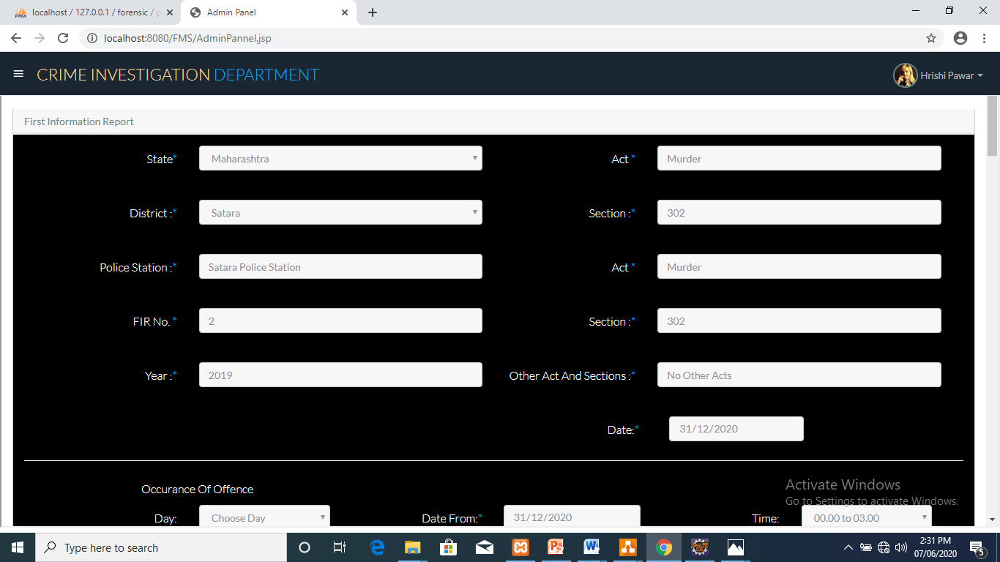 localhost / 127.0.0.1 / forensic / p
Admin Panel
localhost:8080/FMS/AdminPannel.jsp
CRIME INVESTIGATION DEPARTMENT
Hrishi Pawar
First Information Report
State* Maharashtra Act * Murder
District :* Satara Section :* 302
Police Station :* Satara Police Station Act * Murder
FIR No. * 2 Section :* 302
Year :* 2019 Other Act And Sections :* No Other Acts
Date:* 31/12/2020
Occurance Of Offence
Day: Choose Day Date From:* 31/12/2020 Time: 00.00 to 03.00
Activate Windows
Go to Settings to activate Windows.
Type here to search
2:31 PM
07/06/2020
5